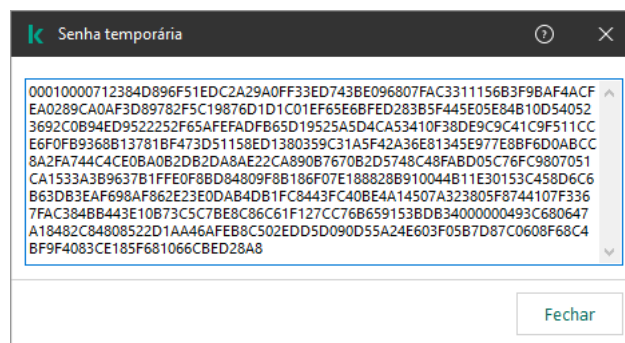 Senha temporária
00010000712384D896F51EDC2A29A0FF33ED743BE096807FAC3311156B3F9BAF4ACF
EA0289CA0AF3D89782F5C19876D1D1C01EF65E6BFED283B5F445E05E84B10D54052
3692C0B94ED9522252F65AFEFADFB65D19525A5D4CA53410F38DE9C9C41C9F511CC
E6F0FB9368B13781BF473D51158ED1380359C31A5F42A36E81345E977E8BF6D0ABCC
8A2FA744C4CE0BA0B2DB2DA8AE22CA890B7670B2D5748C48FABD05C76FC9807051
CA1533A3B9637B1FFE0F8BD84809F8B186F07E188828B910044B11E30153C458D6C6
B63DB3EAF698AF862E23E0DAB4DB1FC8443FC40BE4A14507A323805F8744107F336
7FAC384BB443E10B73C5C7BE8C86C61F127CC76B659153BDB34000000493C680647
A18482C84808522D1AA46AFEB8C502EDD5D090D55A24E603F05B7D87C0608F68C4
BF9F4083CE185F681066CBED28A8
Fechar